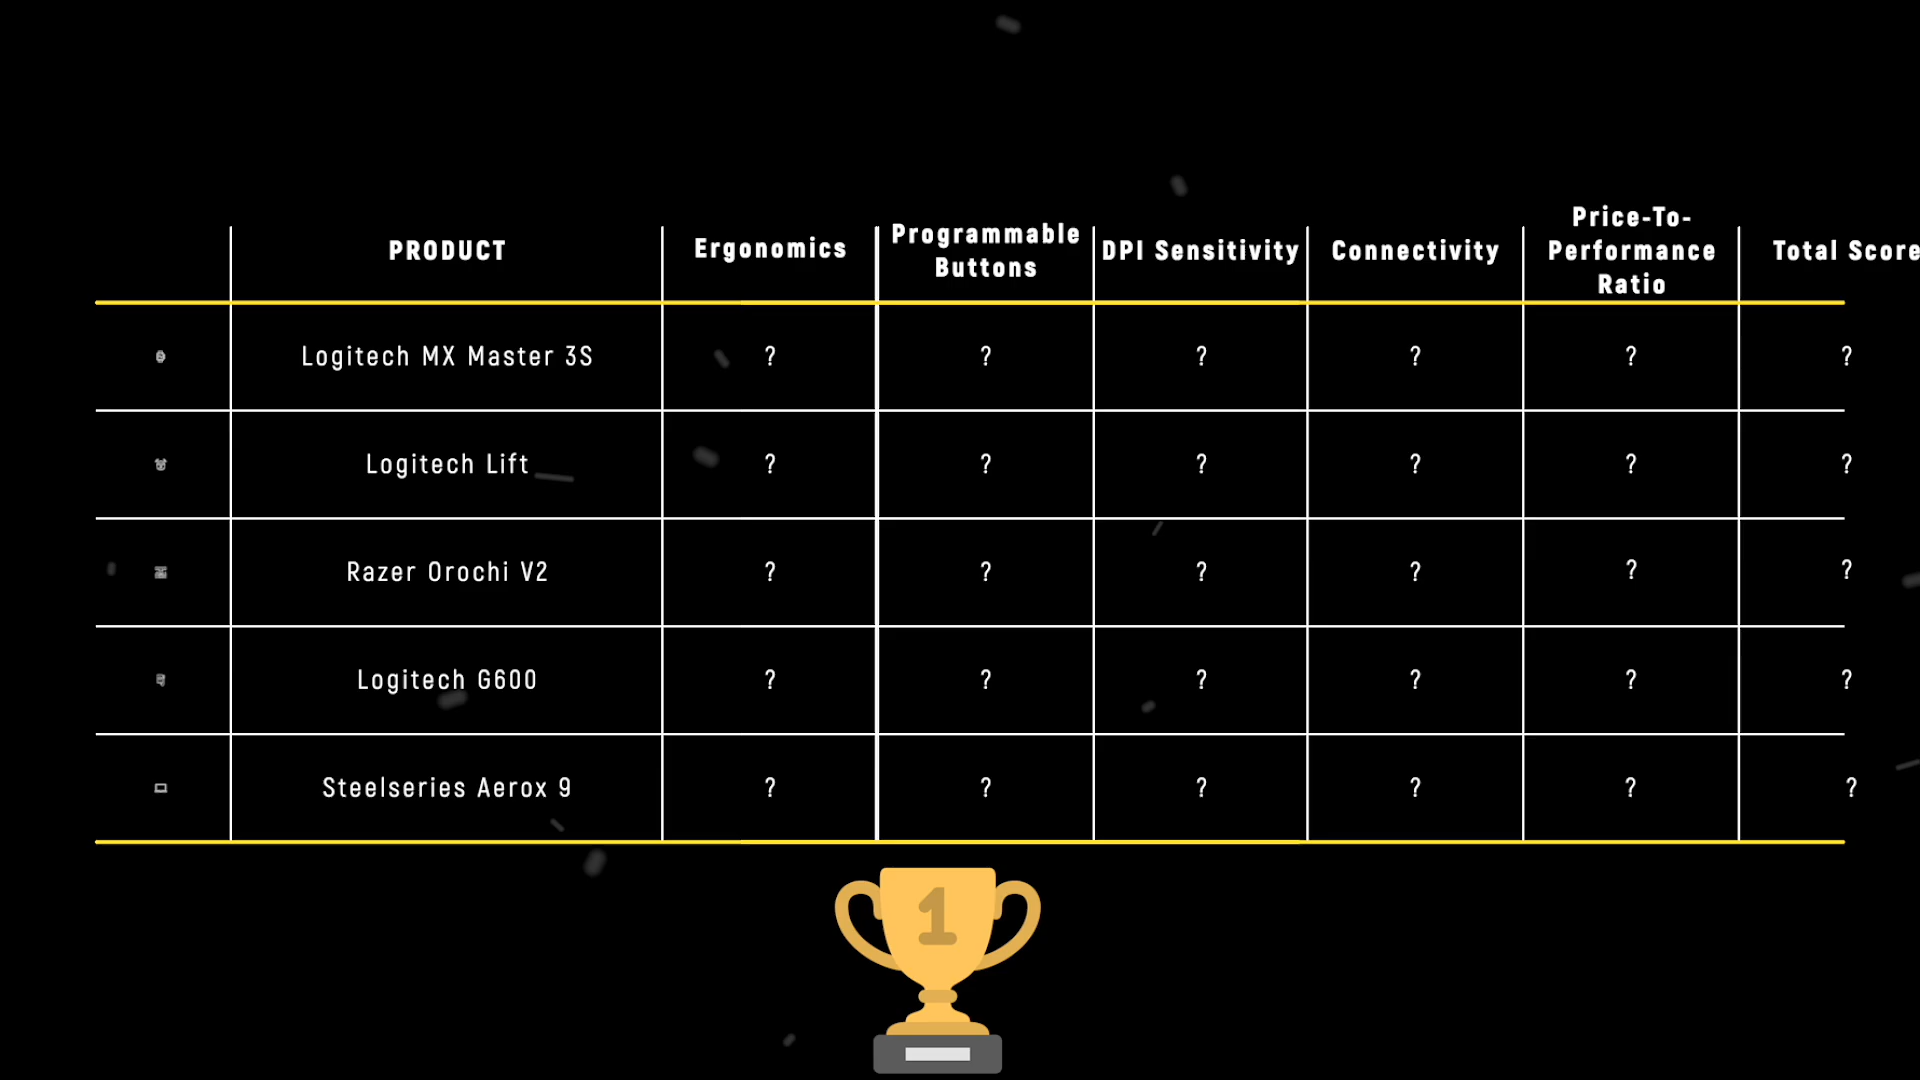 PRODUCT Ergonomics Programmable Buttons DPI Sensitivity Connectivity Price-To-Performance Ratio Total Score
Logitech MX Master 3S ? ? ? ? ? ?
Logitech Lift ? ? ? ? ? ?
Razer Orochi V2 ? ? ? ? ? ?
Logitech G600 ? ? ? ? ? ?
Steelseries Aerox 9 ? ? ? ? ? ?
1